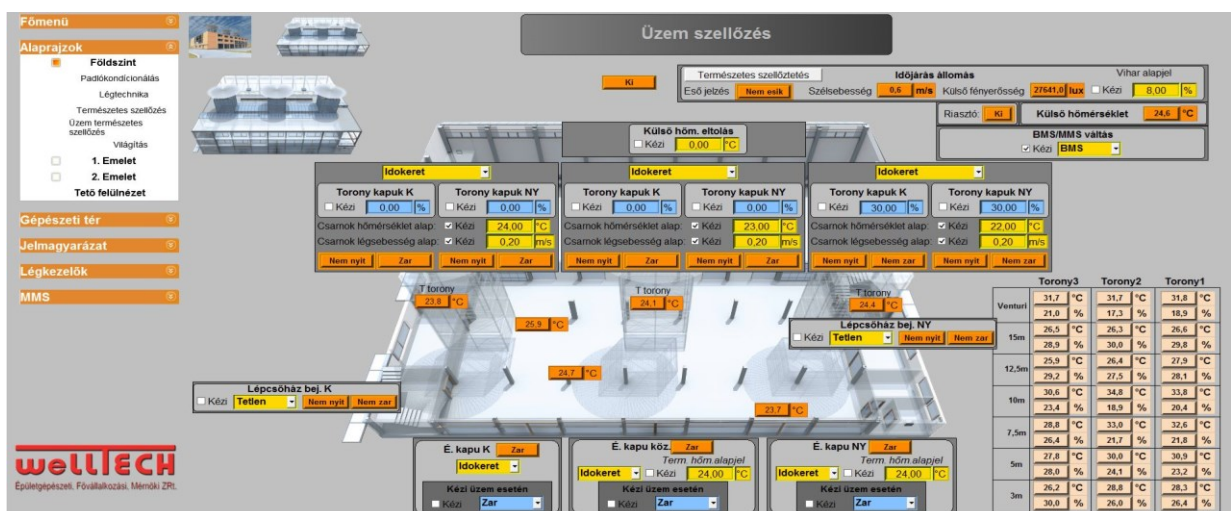 Főmenü
Alaprajzok
Földszint
Padlókondícionálás
Légtechnika
Természetes szellőzés
Üzem természetes
szellőzés
Világítás
1. Emelet
2. Emelet
Tető felülnézet
Gépészeti tér
Jelmagyarázat
Légkezelők
MMS
wellTECH
Épületgépészeti, Fővállalkozási, Mérnöki ZRt.
Üzem szellőzés
Ki
Természetes szellőztetés
Időjárás állomás
Vihar alapjel
Eső jelzés Nem esik Szélsebesség 0,6 m/s Külső fényerősség 27641,0 lux Kézi 8,00 %
Riasztó: Ki Külső hőmérséklet 24,6 °C
BMS/MMS váltás
Kézi BMS
Külső hőm. eltolás
Kézi 0,00 °C
Idokeret Idokeret Idokeret
Torony kapuk K Torony kapuk NY Torony kapuk K Torony kapuk NY Torony kapuk K Torony kapuk NY
Kézi 0,00 % Kézi 0,00 % Kézi 0,00 % Kézi 0,00 % Kézi 30,00 % Kézi 30,00 %
Csarnok hőmérséklet alap: Kézi 24,00 °C Csarnok hőmérséklet alap: Kézi 23,00 °C Csarnok hőmérséklet alap: Kézi 22,00 °C
Csarnok légsebesség alap: Kézi 0,20 m/s Csarnok légsebesség alap: Kézi 0,20 m/s Csarnok légsebesség alap: Kézi 0,20 m/s
Nem nyit Zar Nem nyit Zar Nem nyit Zar Nem nyit Zar Nem nyit Nem zar Nem nyit Nem zar
T torony T torony T torony
23,8 °C 24,1 °C 24,4 °C
25,9 °C
24,7 °C
23,7 °C
Lépcsőház bej. NY
Kézi Tetlen Nem nyit Nem zar
Lépcsőház bej. K
Kézi Tetlen Nem nyit Nem zar
É. kapu K Zar
Idokeret
Kézi üzem esetén
Kézi Zar
É. kapu köz. Zar
Term. hőm.alapjel
Idokeret Kézi 24,00 °C
Kézi üzem esetén
Kézi Zar
É. kapu NY Zar
Term. hőm.alapjel
Idokeret Kézi 24,00 °C
Kézi üzem esetén
Kézi Zar
Torony3 Torony2 Torony1
Venturi 31,7 °C 31,7 °C 31,8 °C
21,0 % 17,3 % 18,9 %
15m 26,5 °C 26,3 °C 26,6 °C
28,9 % 30,0 % 29,8 %
12,5m 25,9 °C 26,4 °C 27,9 °C
29,2 % 27,5 % 28,1 %
10m 30,6 °C 34,8 °C 33,8 °C
23,4 % 18,9 % 20,4 %
7,5m 28,8 °C 33,0 °C 32,6 °C
26,4 % 21,7 % 21,8 %
5m 27,8 °C 30,0 °C 30,9 °C
28,0 % 24,1 % 23,2 %
3m 26,2 °C 28,8 °C 28,3 °C
30,0 % 26,0 % 26,4 %